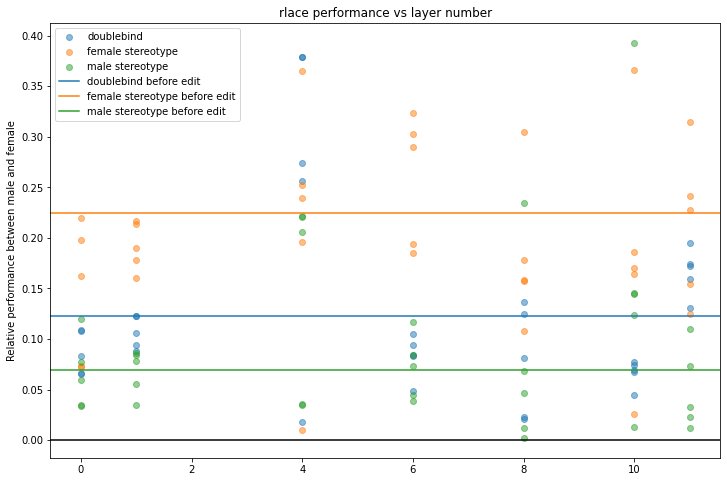 rlace performance vs layer number
doublebind
female stereotype
male stereotype
doublebind before edit
female stereotype before edit
male stereotype before edit
Relative performance between male and female
0.40
0.35
0.30
0.25
0.20
0.15
0.10
0.05
0.00
0 2 4 6 8 10